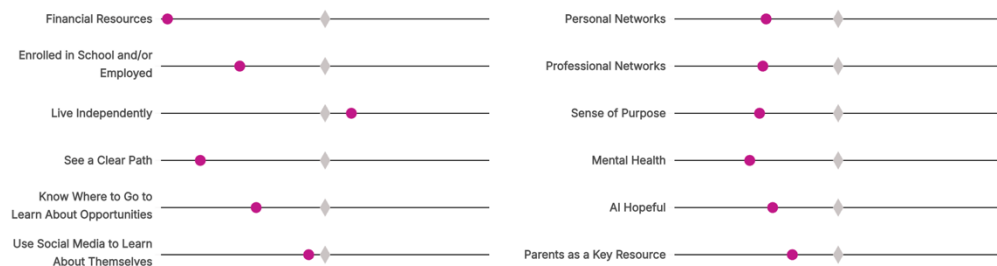 Financial Resources
Enrolled in School and/or
Employed
Live Independently
See a Clear Path
Know Where to Go to
Learn About Opportunities
Use Social Media to Learn
About Themselves
Personal Networks
Professional Networks
Sense of Purpose
Mental Health
AI Hopeful
Parents as a Key Resource